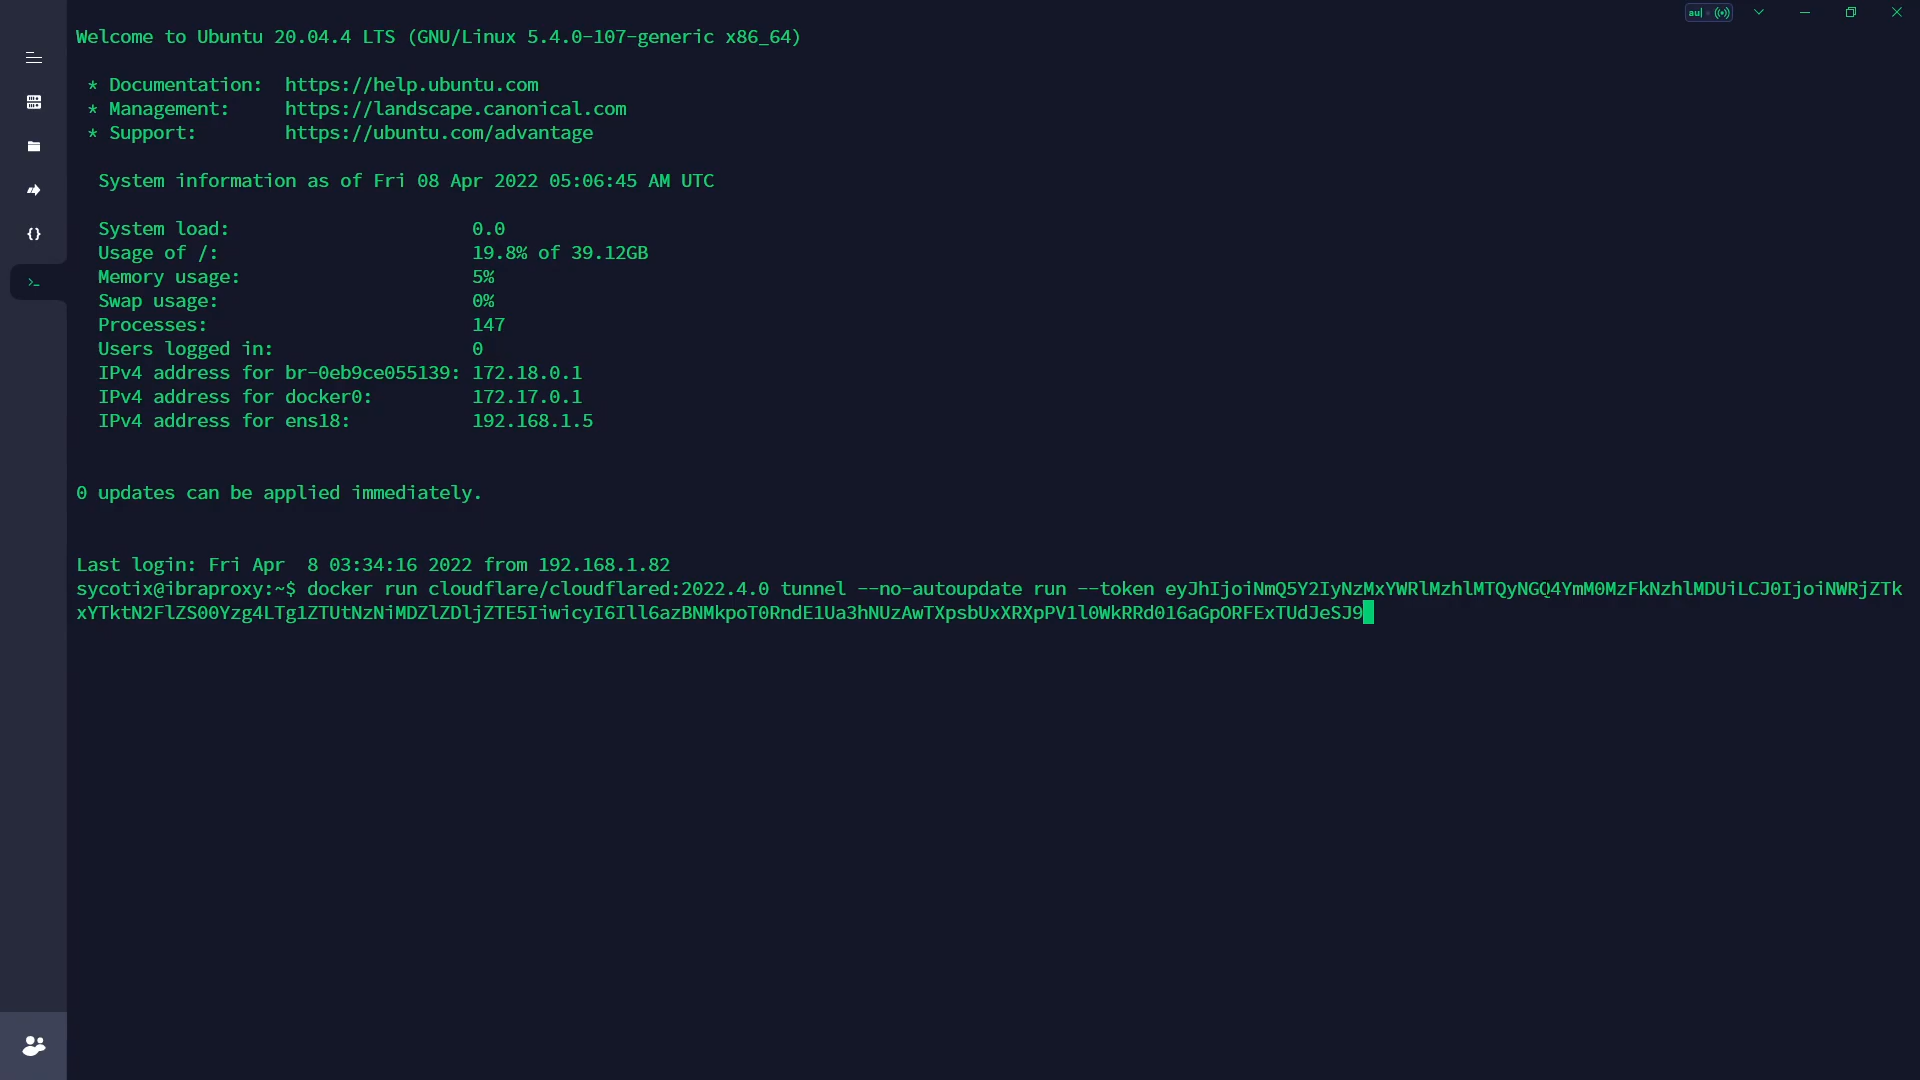 au|
Welcome to Ubuntu 20.04.4 LTS (GNU/Linux 5.4.0-107-generic x86_64)
* Documentation: https://help.ubuntu.com
* Management: https://landscape.canonical.com
* Support: https://ubuntu.com/advantage
System information as of Fri 08 Apr 2022 05:06:45 AM UTC
System load: 0.0
Usage of /: 19.8% of 39.12GB
Memory usage: 5%
Swap usage: 0%
Processes: 147
Users logged in: 0
IPv4 address for br-0eb9ce055139: 172.18.0.1
IPv4 address for docker0: 172.17.0.1
IPv4 address for ens18: 192.168.1.5
0 updates can be applied immediately.
Last login: Fri Apr  8 03:34:16 2022 from 192.168.1.82
sycotix@ibraproxy:~$ docker run cloudflare/cloudflared:2022.4.0 tunnel --no-autoupdate run --token eyJhIjoiNmQ5Y2IyNzMxYWRlMzhlMTQyNGQ4YmM0MzFkNzhlMDUiLCJ0IjoiNWRjZTk
xYTktN2FlZS00Yzg4LTg1ZTUtNzNiMDZlZDljZTE5IiwicyI6Ill6azBNMkpoT0RndE1Ua3hNUzAwTXpsbUxXRXpPV1l0WkRRd016aGpORFExTUdJeSJ9